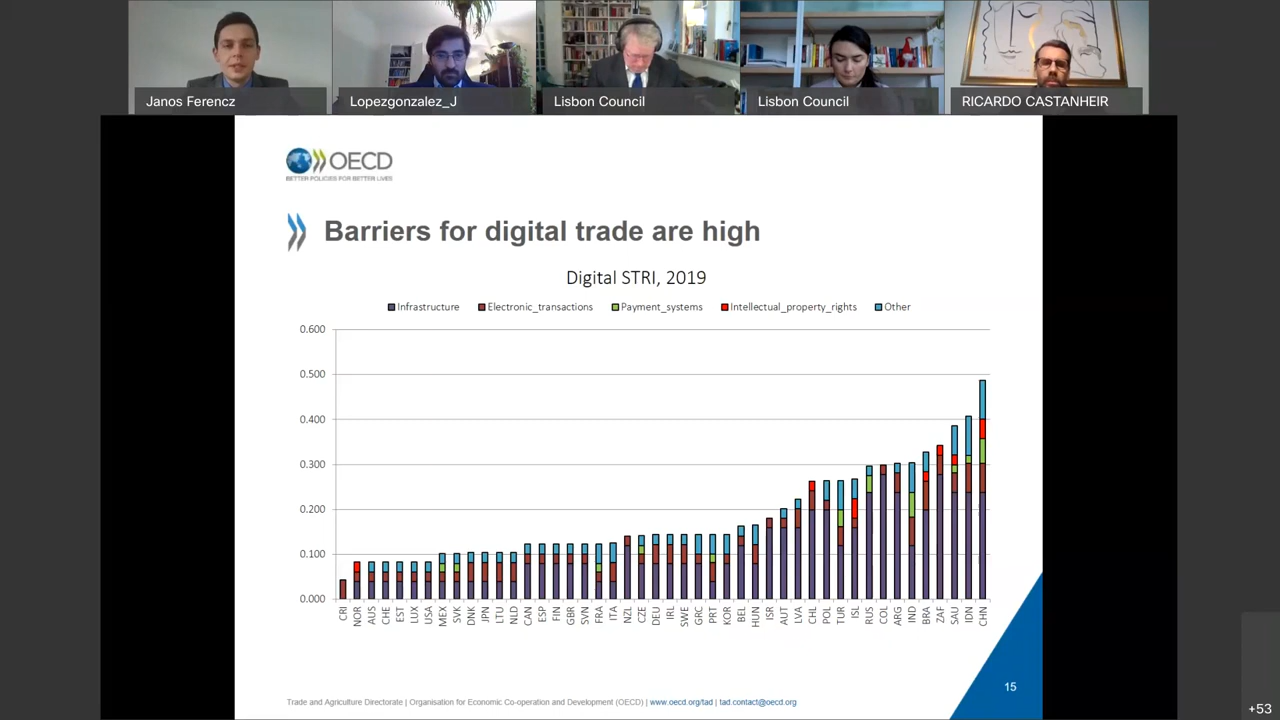 Janos Ferencz
Lopezgonzalez_J
Lisbon Council
Lisbon Council
RICARDO CASTANHEIR
OECD
BETTER POLICIES FOR BETTER LIVES
Barriers for digital trade are high
Digital STRI, 2019
Infrastructure Electronic_transactions Payment_systems Intellectual_property_rights Other
0.600
0.500
0.400
0.300
0.200
0.100
0.000
CRI NOR AUS CHE EST LUX USA MEX SVK DNK JPN LTU NLD CAN ESP FIN GBR SVN FRA ITA NZL CZE DEU IRL SWE GRC PRT KOR BEL HUN ISR AUT LVA CHL POL TUR ISL RUS COL ARG IND BRA ZAF SAU IDN CHN
15
Trade and Agriculture Directorate | Organisation for Economic Co-operation and Development (OECD) | www.oecd.org/tad | tad.contact@oecd.org
+53